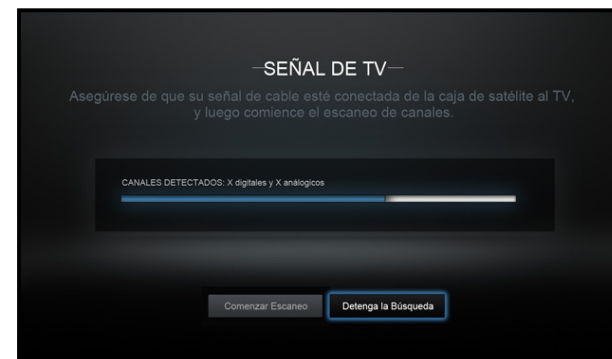 SEÑAL DE TV
Asegúrese de que su señal de cable esté conectada de la caja de satélite al TV,
y luego comience el escaneo de canales.
CANALES DETECTADOS: X digitales y X análogicos
Comenzar Escaneo
Detenga la Búsqueda